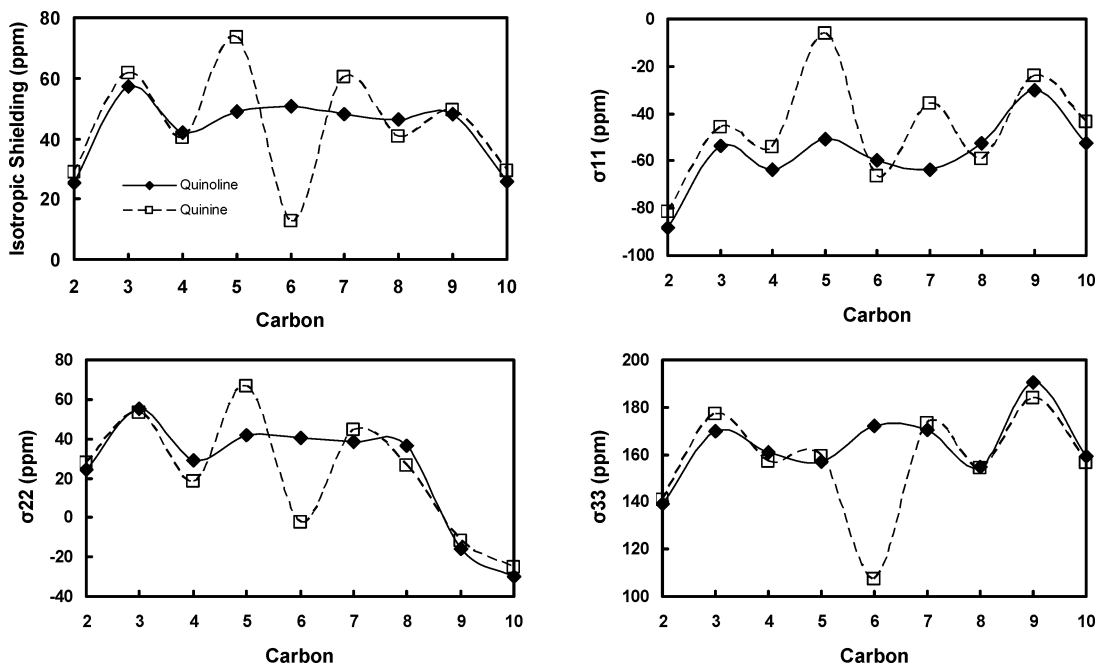 Isotropic Shielding (ppm)
80
60
40
20
0
Quinoline
Quinine
2 3 4 5 6 7 8 9 10
Carbon
σ11 (ppm)
0
-20
-40
-60
-80
-100
2 3 4 5 6 7 8 9 10
Carbon
σ22 (ppm)
80
60
40
20
0
-20
-40
2 3 4 5 6 7 8 9 10
Carbon
σ33 (ppm)
200
180
160
140
120
100
2 3 4 5 6 7 8 9 10
Carbon